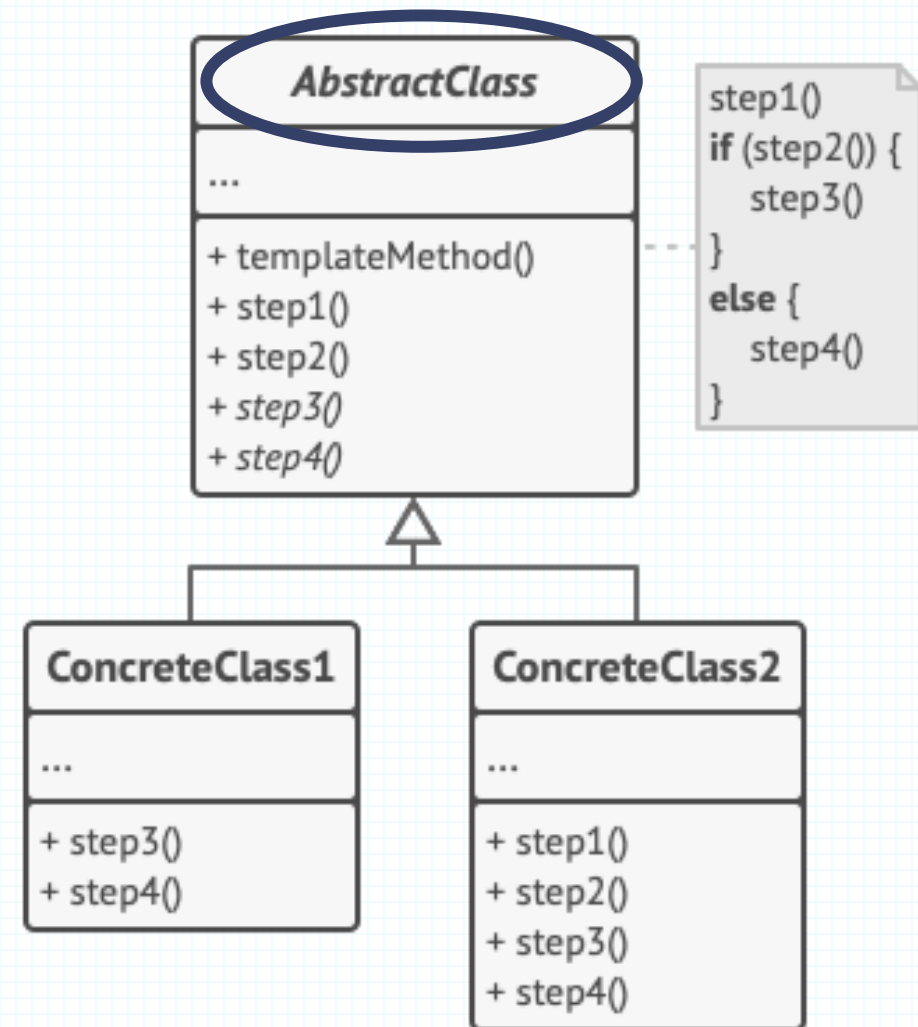 AbstractClass
...
+ templateMethod()
+ step1()
+ step2()
+ step3()
+ step4()
step1()
if (step2()) {
step3()
}
else {
step4()
}
ConcreteClass1
...
+ step3()
+ step4()
ConcreteClass2
...
+ step1()
+ step2()
+ step3()
+ step4()